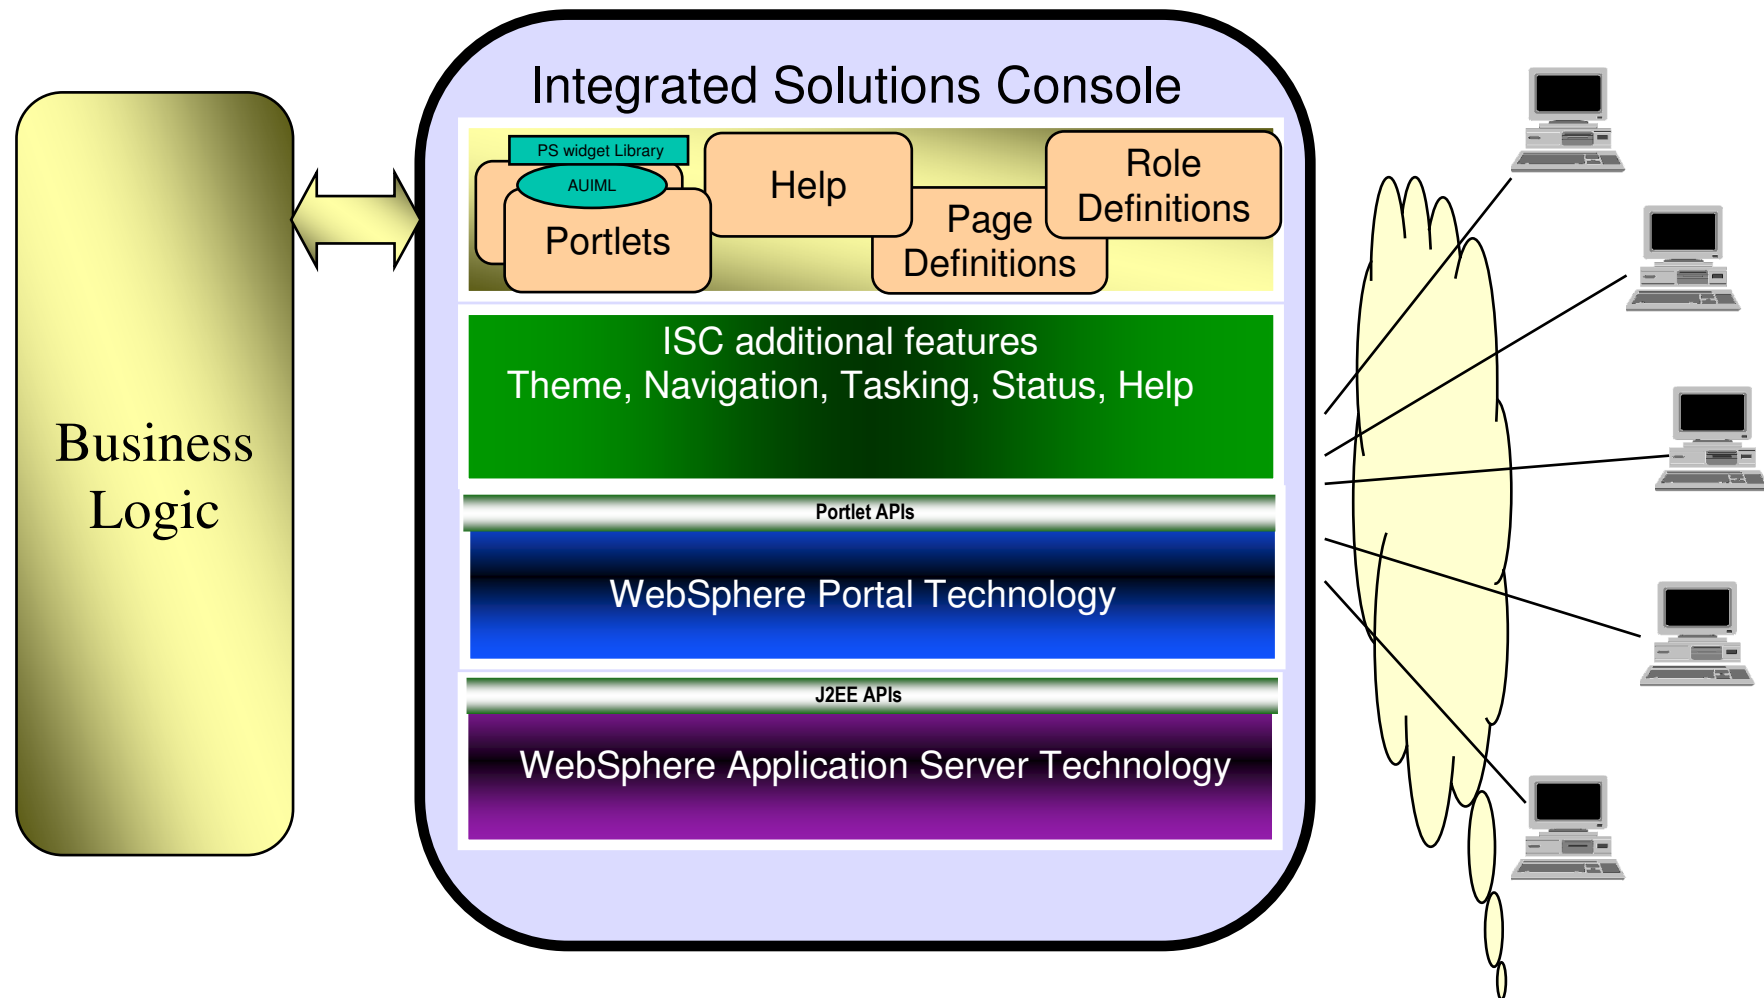 Integrated Solutions Console
PS widget Library
AUIML
Portlets
Help
Page
Definitions
Role
Definitions
ISC additional features
Theme, Navigation, Tasking, Status, Help
Business
Logic
Portlet APIs
WebSphere Portal Technology
J2EE APIs
WebSphere Application Server Technology